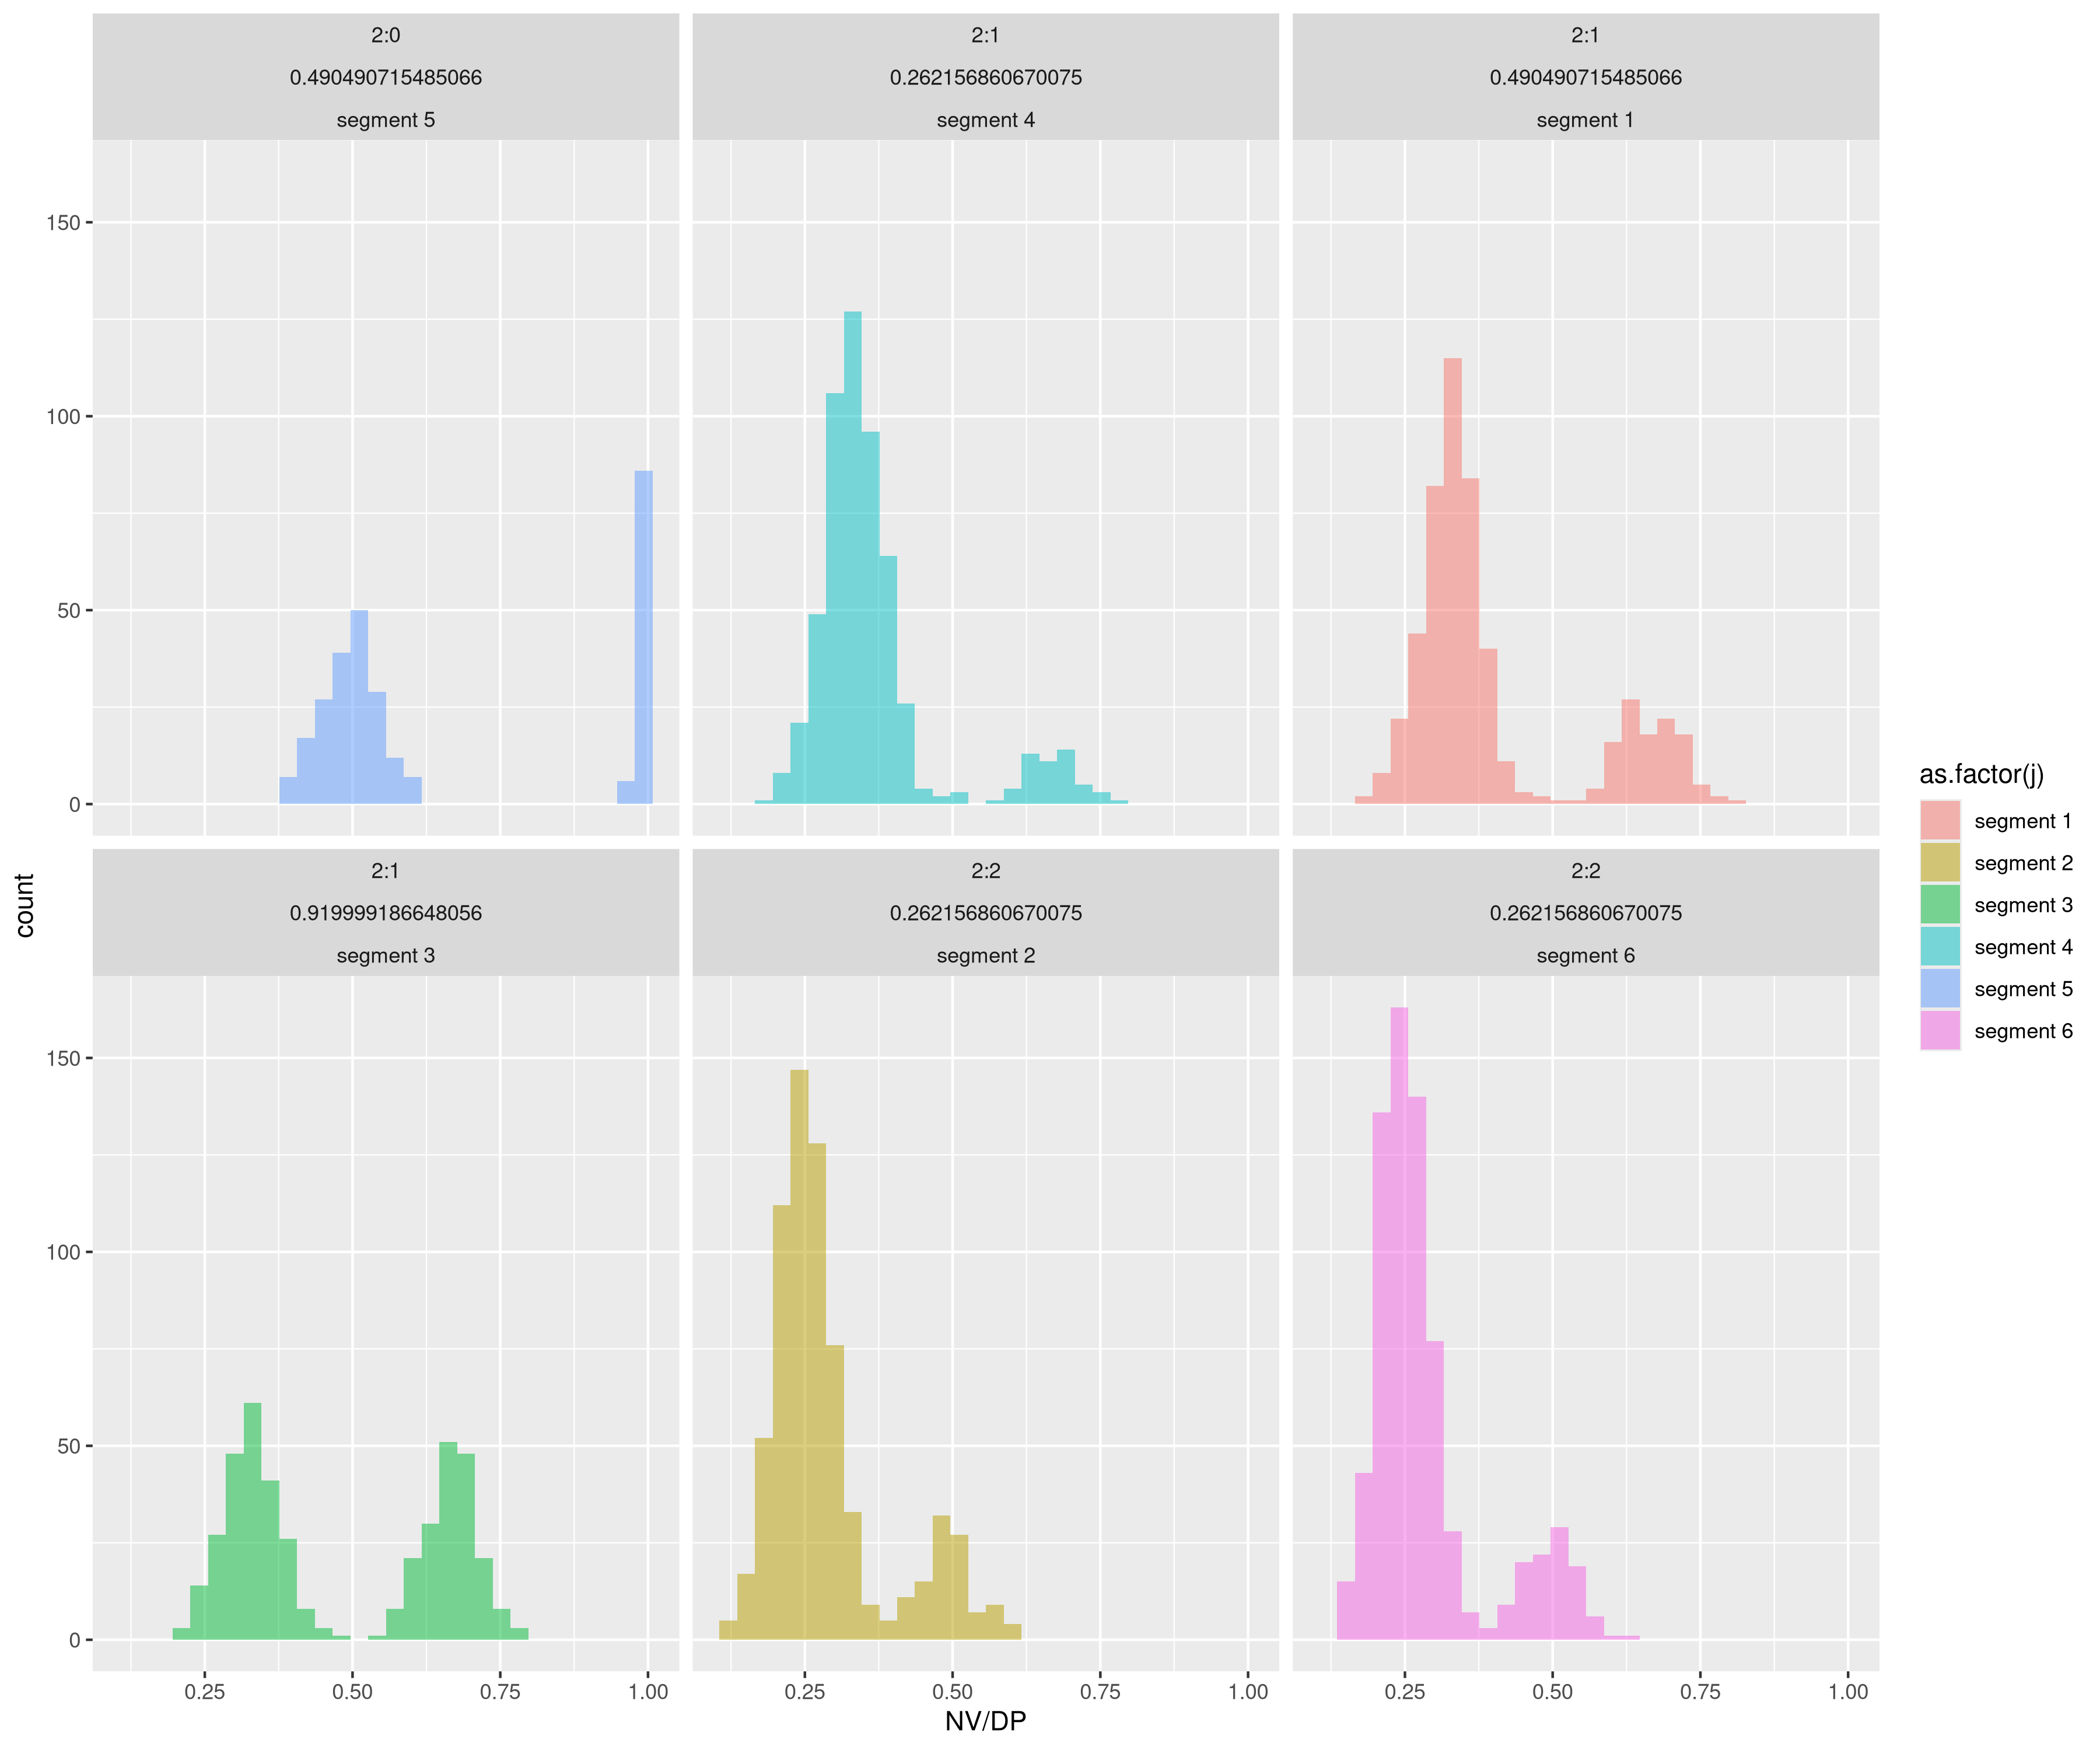 2:0
0.490490715485066
segment 5
2:1
0.262156860670075
segment 4
2:1
0.490490715485066
segment 1
150
100
50
0
2:1
0.919999186648056
segment 3
2:2
0.262156860670075
segment 2
2:2
0.262156860670075
segment 6
150
100
50
0
0.25 0.50 0.75 1.00
0.25 0.50 0.75 1.00
0.25 0.50 0.75 1.00
NV/DP
count
as.factor(j)
segment 1
segment 2
segment 3
segment 4
segment 5
segment 6